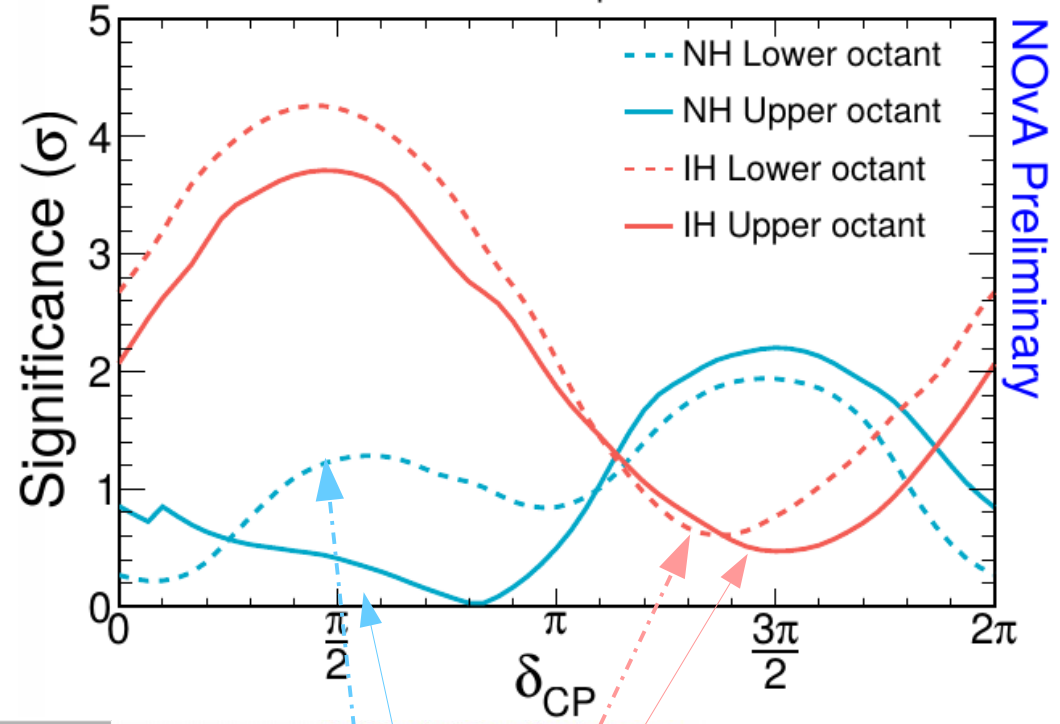 5
4
3
2
1
0
Significance (σ)
NH Lower octant
NH Upper octant
IH Lower octant
IH Upper octant
NOvA Preliminary
0
π
2
π
3π
2
2π
δCP